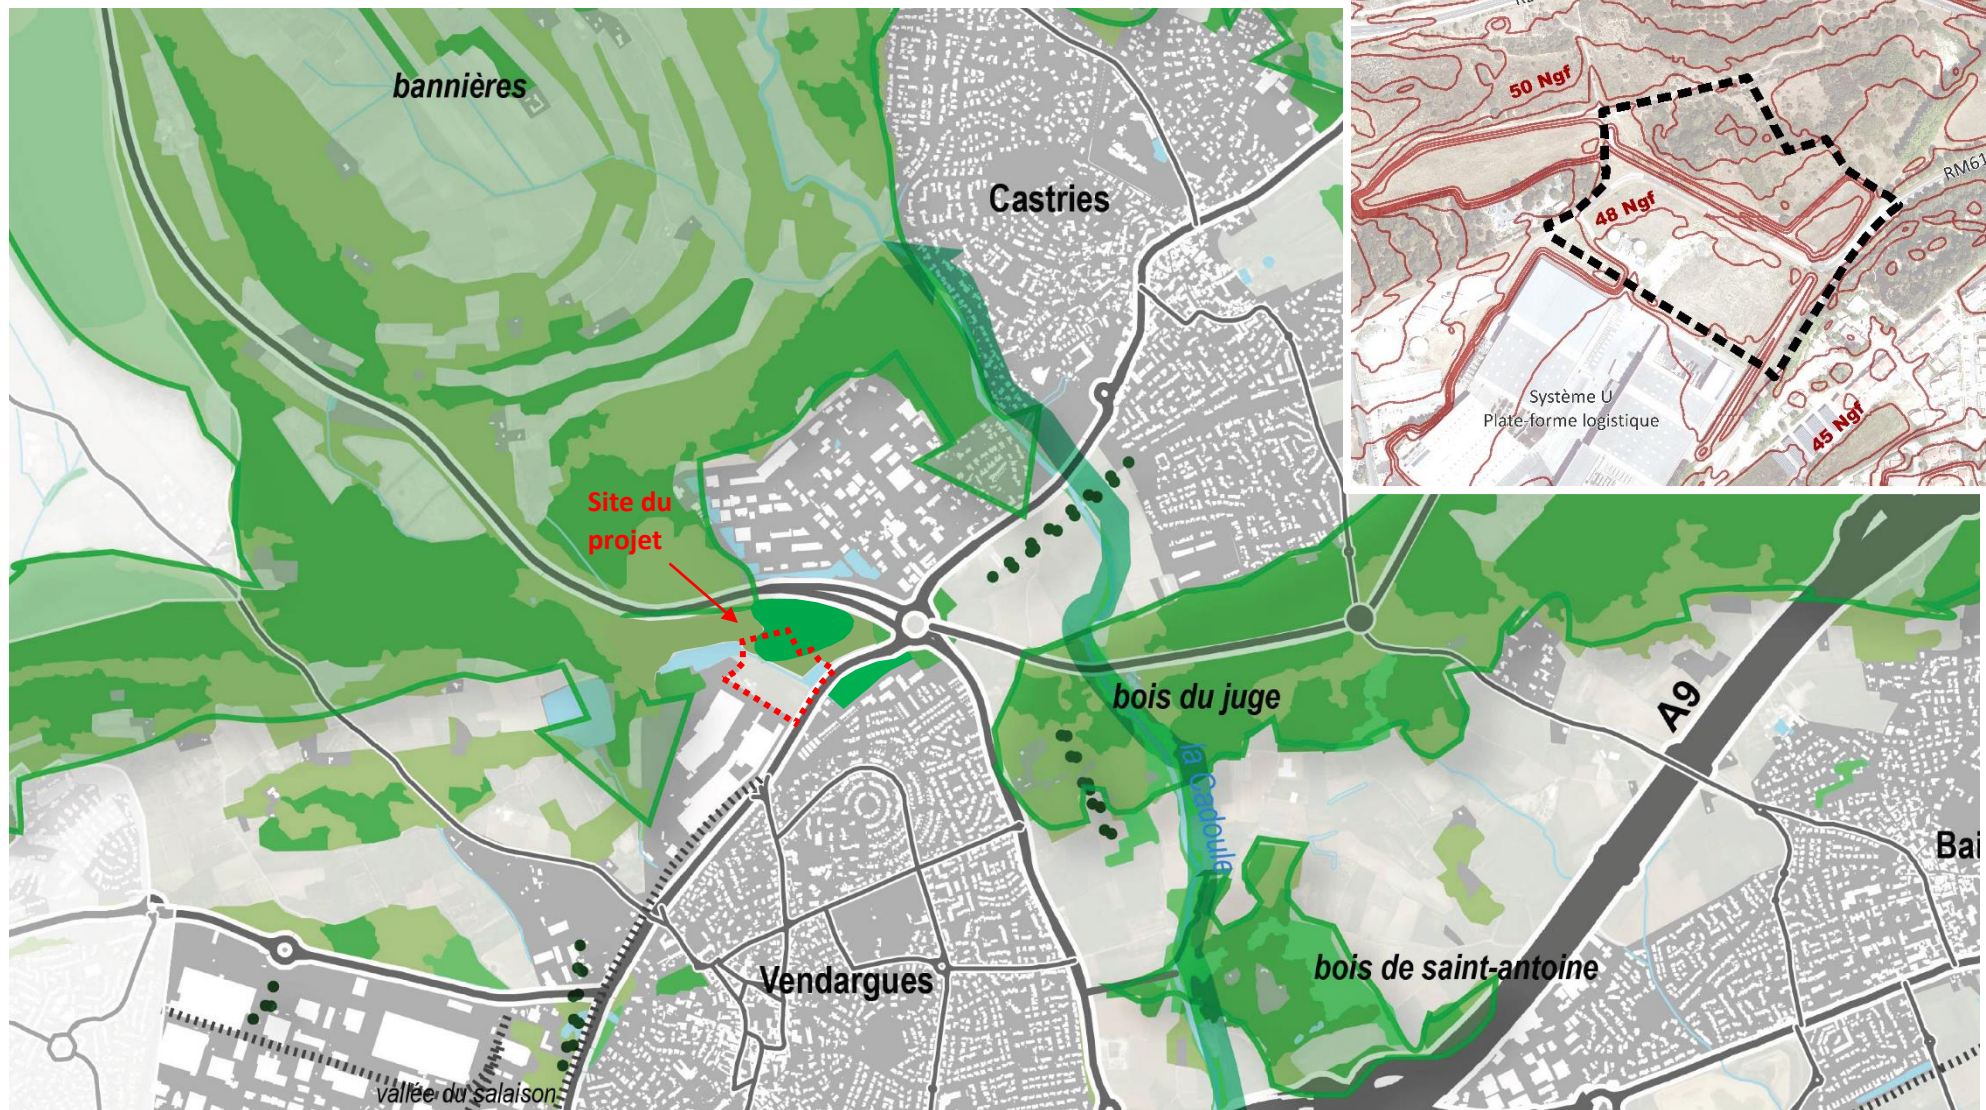 bannières
Castries
50 Ngf
48 Ngf
RM61
Système U
Plate-forme logistique
45 Ngf
Site du
projet
bois du juge
la Cadoule
A9
Bai
bois de saint-antoine
Vendargues
vallée du salaison